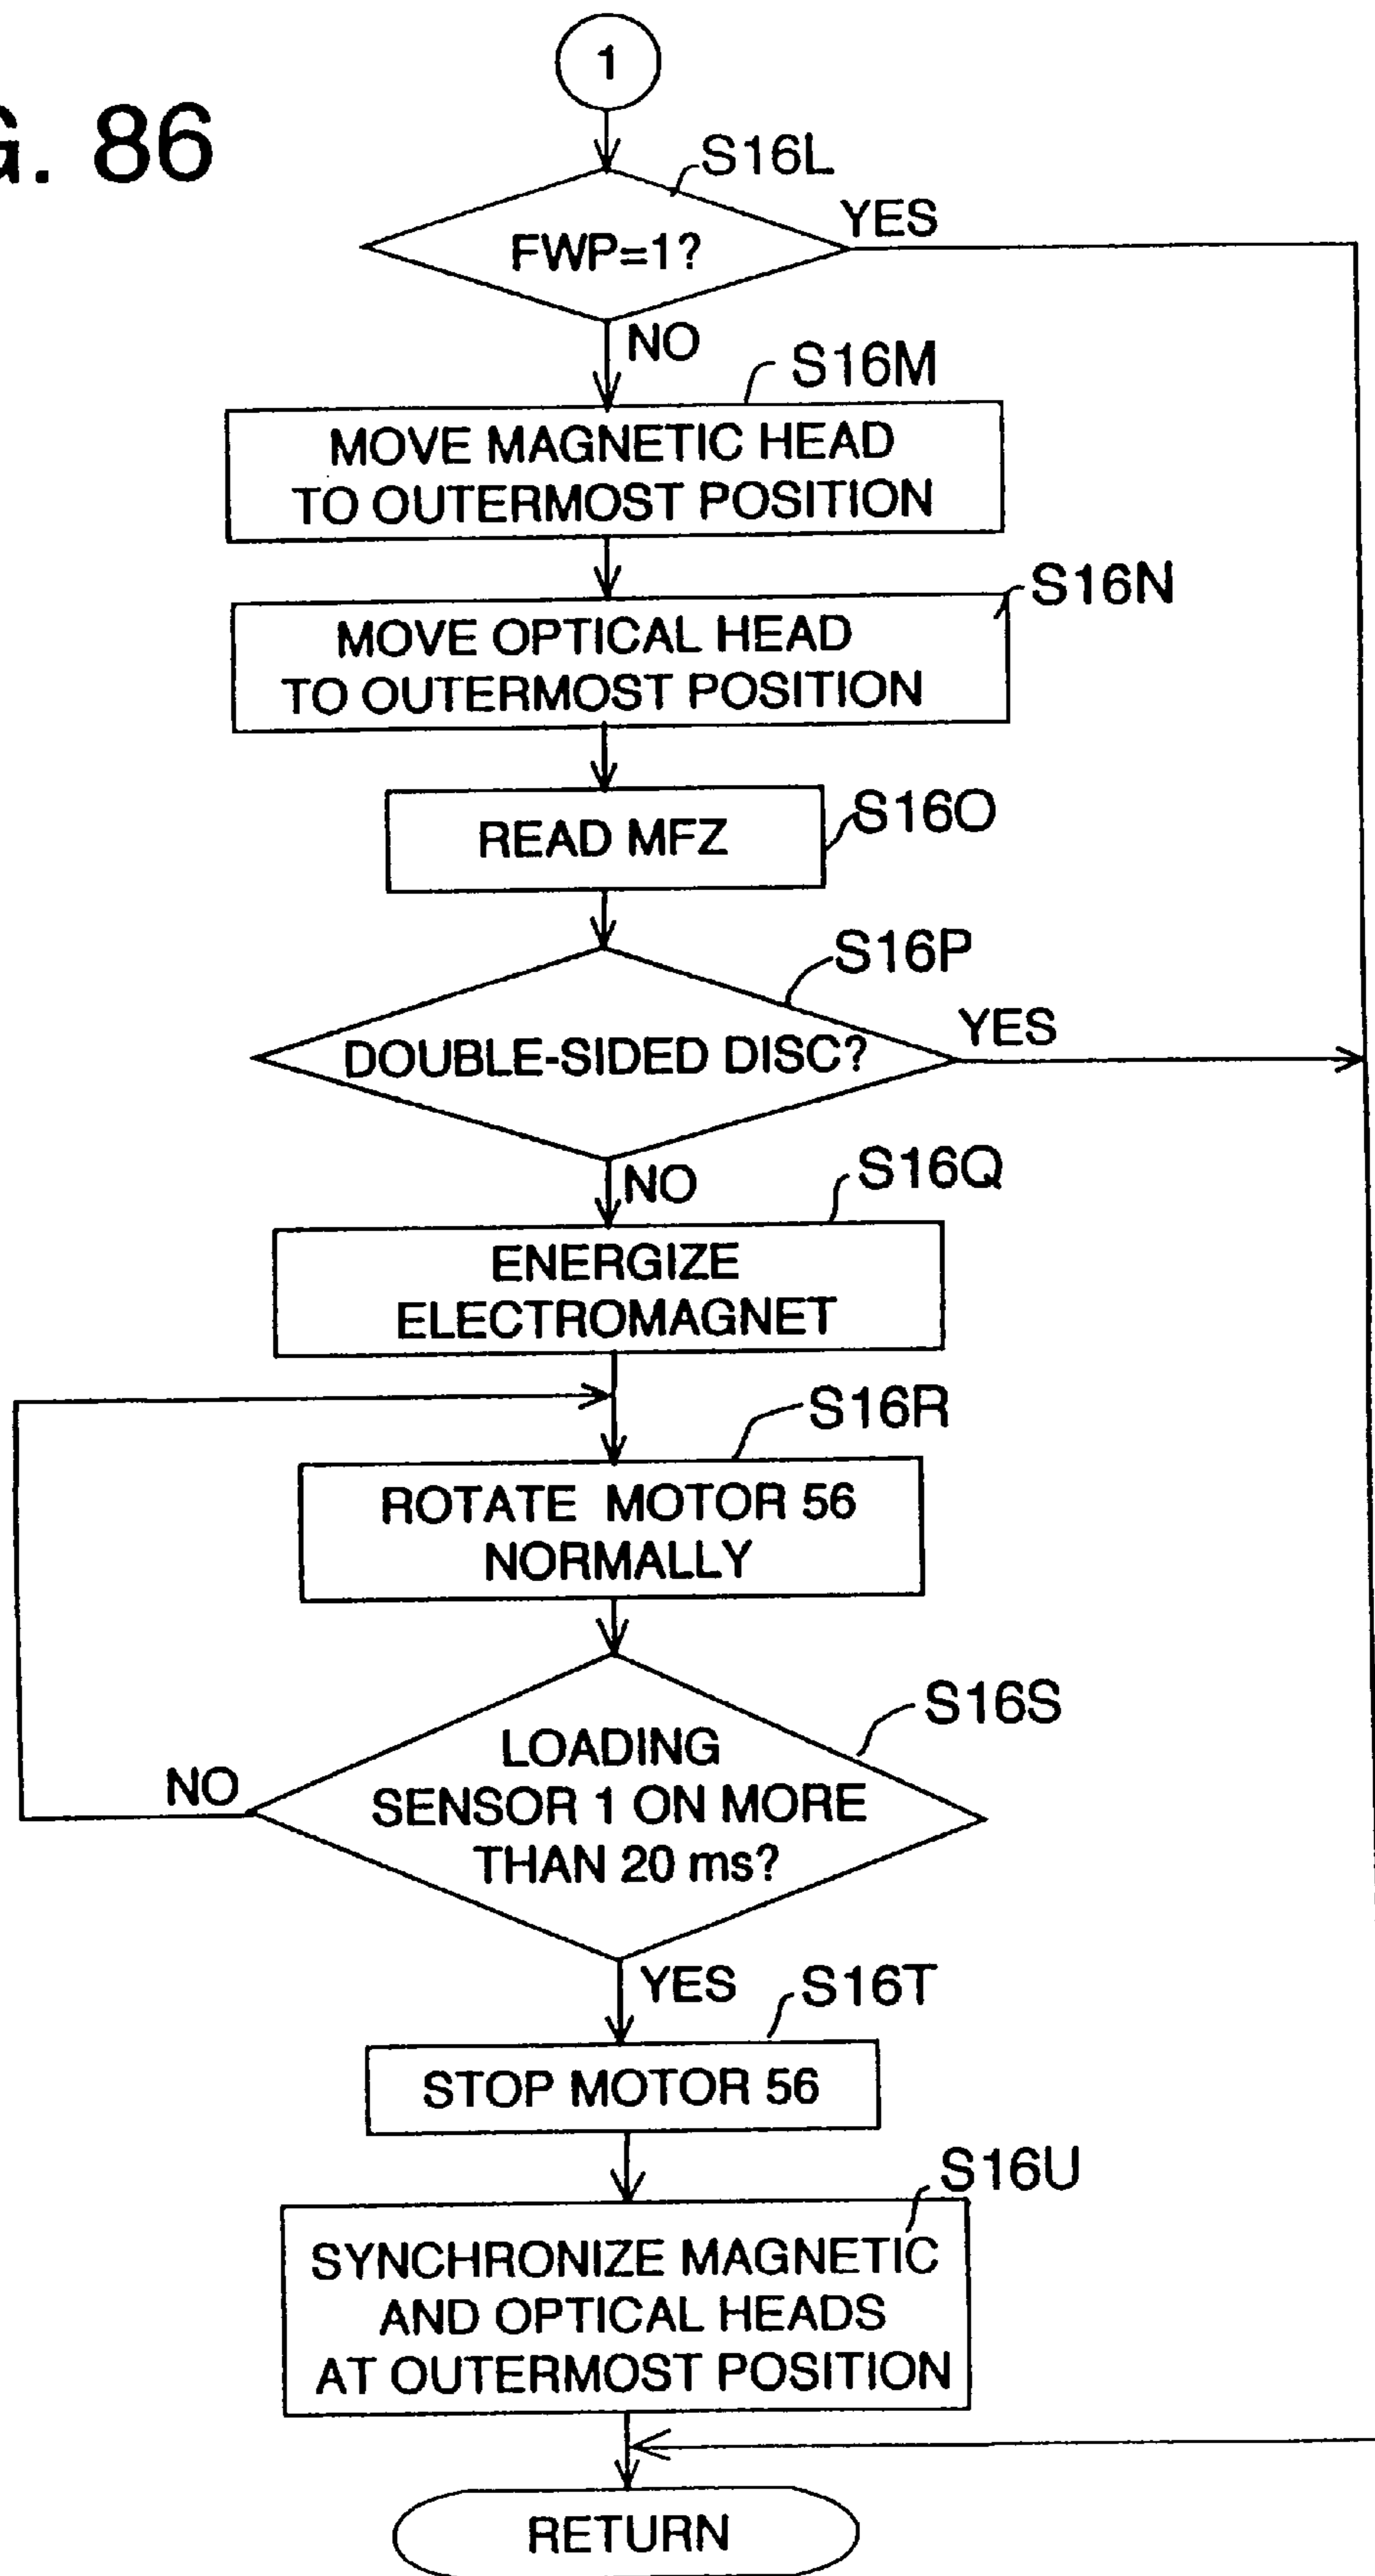 G. 86
1
S16L
FWP=1?
YES
NO
S16M
MOVE MAGNETIC HEAD
TO OUTERMOST POSITION
S16N
MOVE OPTICAL HEAD
TO OUTERMOST POSITION
S16O
READ MFZ
S16P
DOUBLE-SIDED DISC?
YES
NO
S16Q
ENERGIZE
ELECTROMAGNET
S16R
ROTATE MOTOR 56
NORMALLY
S16S
LOADING
SENSOR 1 ON MORE
THAN 20 ms?
NO
YES
S16T
STOP MOTOR 56
S16U
SYNCHRONIZE MAGNETIC
AND OPTICAL HEADS
AT OUTERMOST POSITION
RETURN